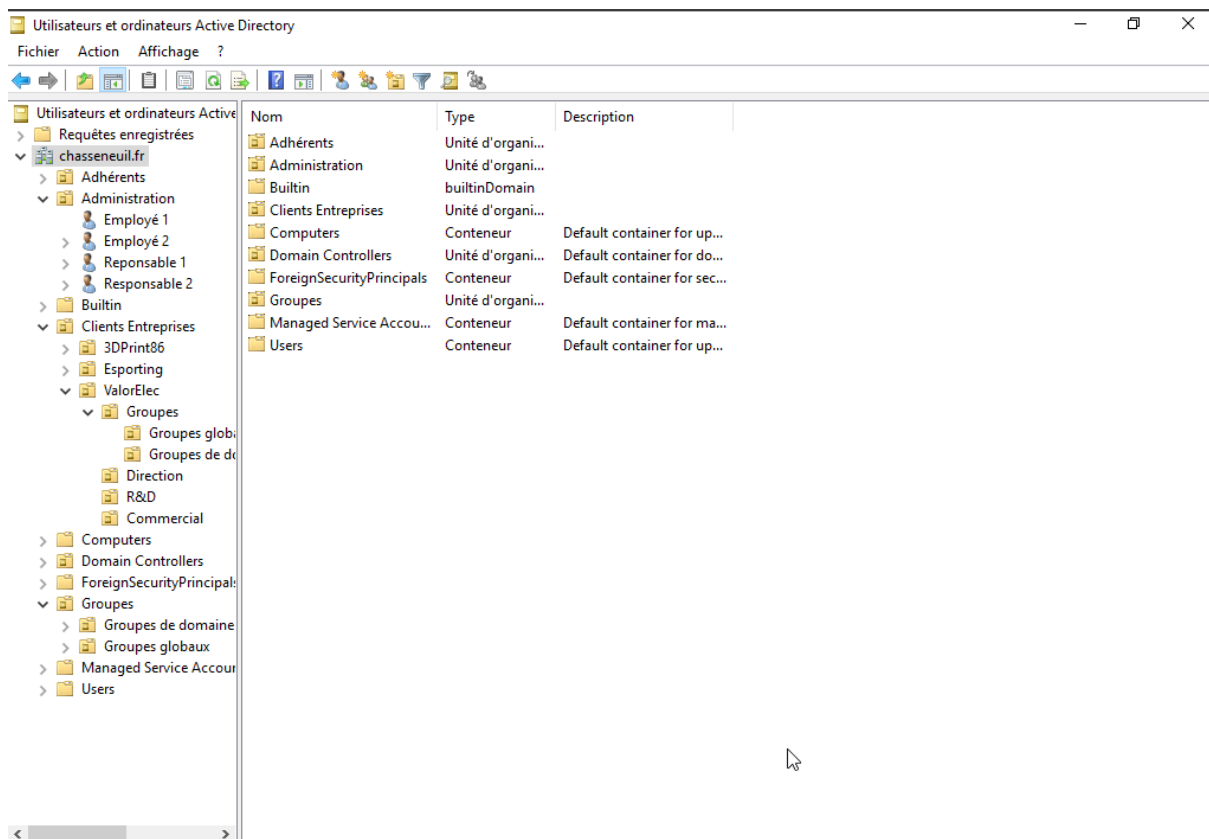 Utilisateurs et ordinateurs Active Directory
Fichier Action Affichage ?
Utilisateurs et ordinateurs Active
Requêtes enregistrées
chasseneuil.fr
Adhérents
Administration
Employé 1
Employé 2
Reponsable 1
Responsable 2
Builtin
Clients Entreprises
3DPrint86
Esporting
ValorElec
Groupes
Groupes globa
Groupes de do
Direction
R&D
Commercial
Computers
Domain Controllers
ForeignSecurityPrincipals
Groupes
Groupes de domaine
Groupes globaux
Managed Service Accour
Users
Nom Type Description
Adhérents Unité d'organi...
Administration Unité d'organi...
Builtin builtinDomain
Clients Entreprises Unité d'organi...
Computers Conteneur Default container for up...
Domain Controllers Unité d'organi... Default container for do...
ForeignSecurityPrincipals Conteneur Default container for sec...
Groupes Unité d'organi...
Managed Service Accou... Conteneur Default container for ma...
Users Conteneur Default container for up...